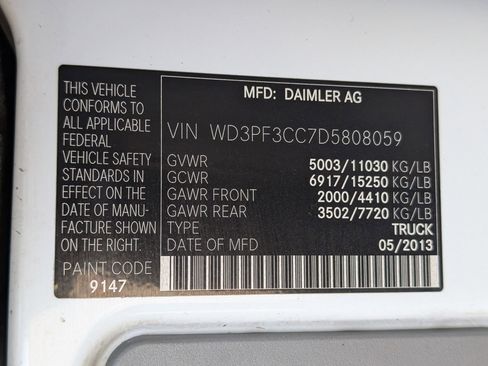 THIS VEHICLE
CONFORMS TO
ALL APPLICABLE
FEDERAL
VEHICLE SAFETY
STANDARDS IN
EFFECT ON THE
DATE OF MANU-
FACTURE SHOWN
ON THE RIGHT.
PAINT CODE
9147
MFD: DAIMLER AG
VIN WD3PF3CC7D5808059
GVWR 5003/11030 KG/LB
GCWR 6917/15250 KG/LB
GAWR FRONT 2000/4410 KG/LB
GAWR REAR 3502/7720 KG/LB
TYPE TRUCK
DATE OF MFD 05/2013